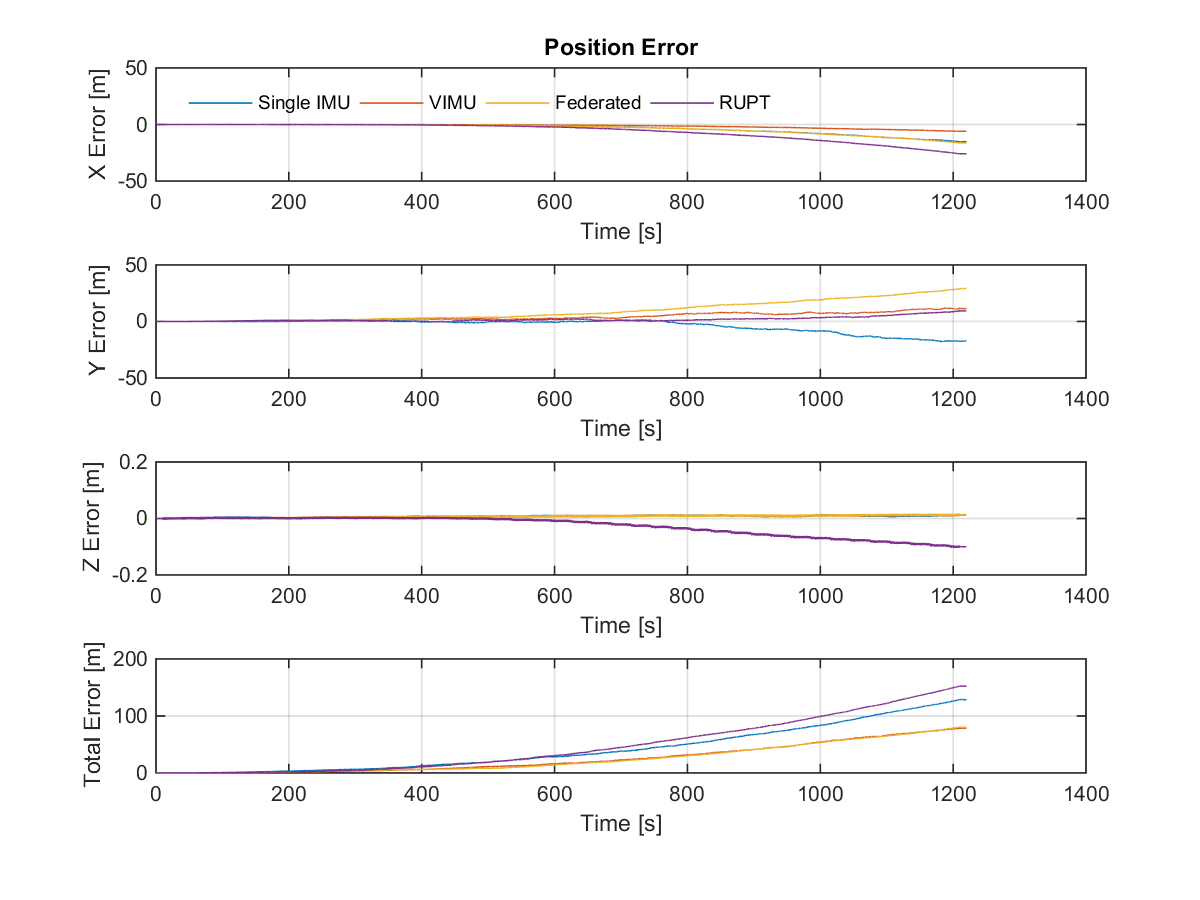 Position Error
50
0
-50
X Error [m]
Single IMU VIMU Federated RUPT
0 200 400 600 800 1000 1200 1400
Time [s]
50
0
-50
Y Error [m]
0 200 400 600 800 1000 1200 1400
Time [s]
0.2
0
-0.2
Z Error [m]
0 200 400 600 800 1000 1200 1400
Time [s]
200
100
0
Total Error [m]
0 200 400 600 800 1000 1200 1400
Time [s]